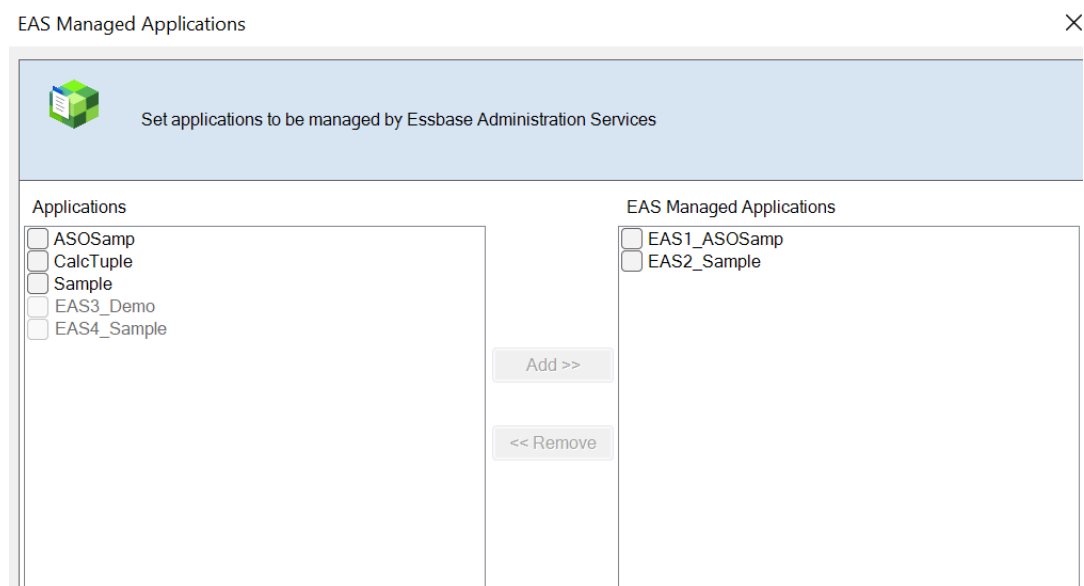 EAS Managed Applications
Set applications to be managed by Essbase Administration Services
Applications
ASOSamp
CalcTuple
Sample
EAS3_Demo
EAS4_Sample
Add >>
<< Remove
EAS Managed Applications
EAS1_ASOSamp
EAS2_Sample